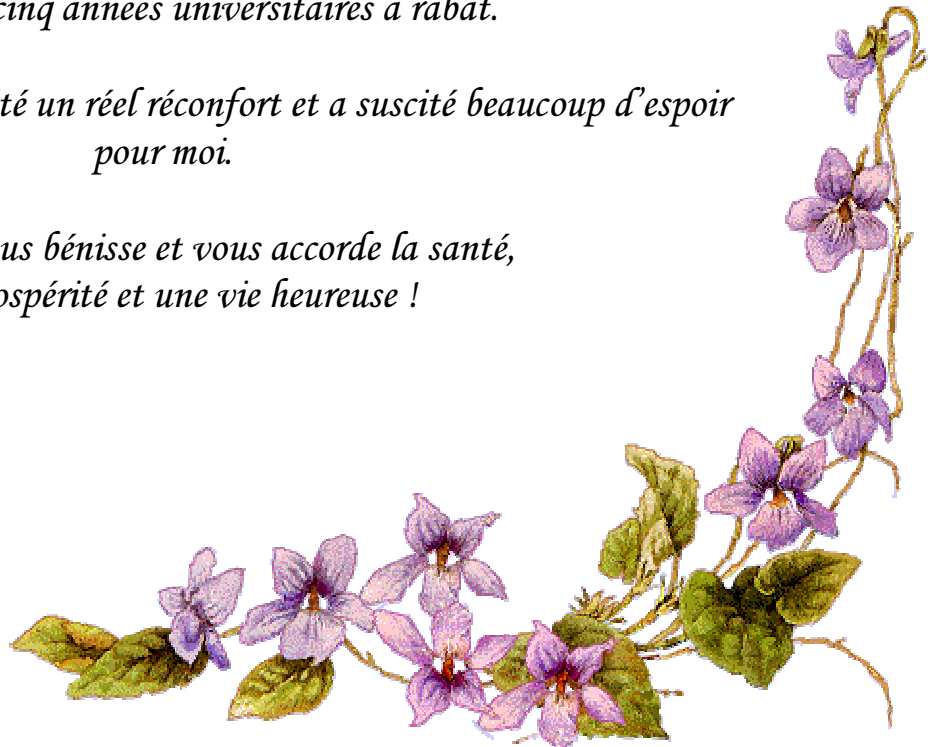 cinq années universitaires à rabat.
té un réel réconfort et a suscité beaucoup d'espoir
pour moi.
us bénisse et vous accorde la santé,
ospérité et une vie heureuse !